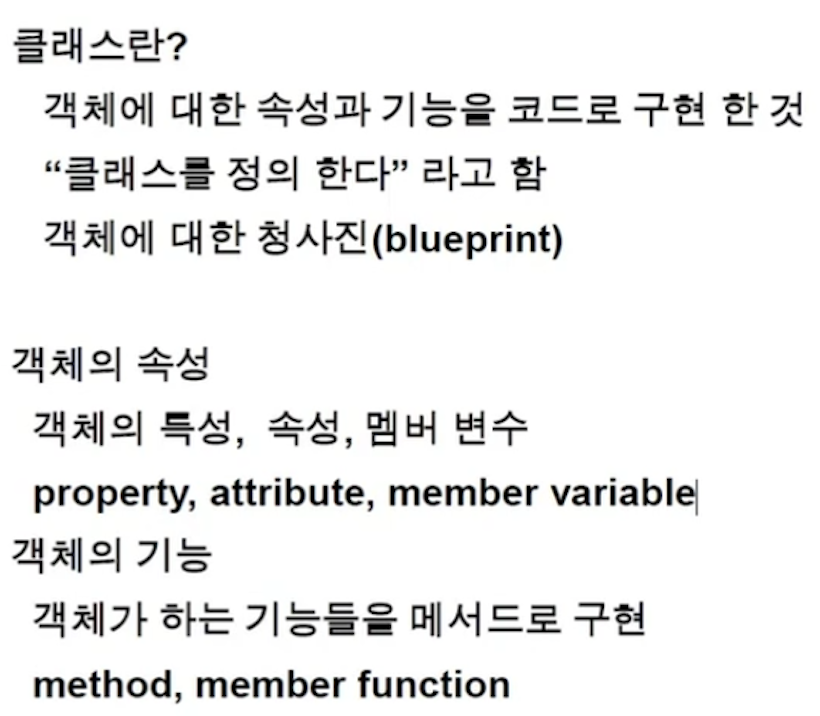 클래스란?
객체에 대한 속성과 기능을 코드로 구현 한 것
“클래스를 정의 한다” 라고 함
객체에 대한 청사진(blueprint)
객체의 속성
객체의 특성, 속성, 멤버 변수
property, attribute, member variable
객체의 기능
객체가 하는 기능들을 메서드로 구현
method, member function